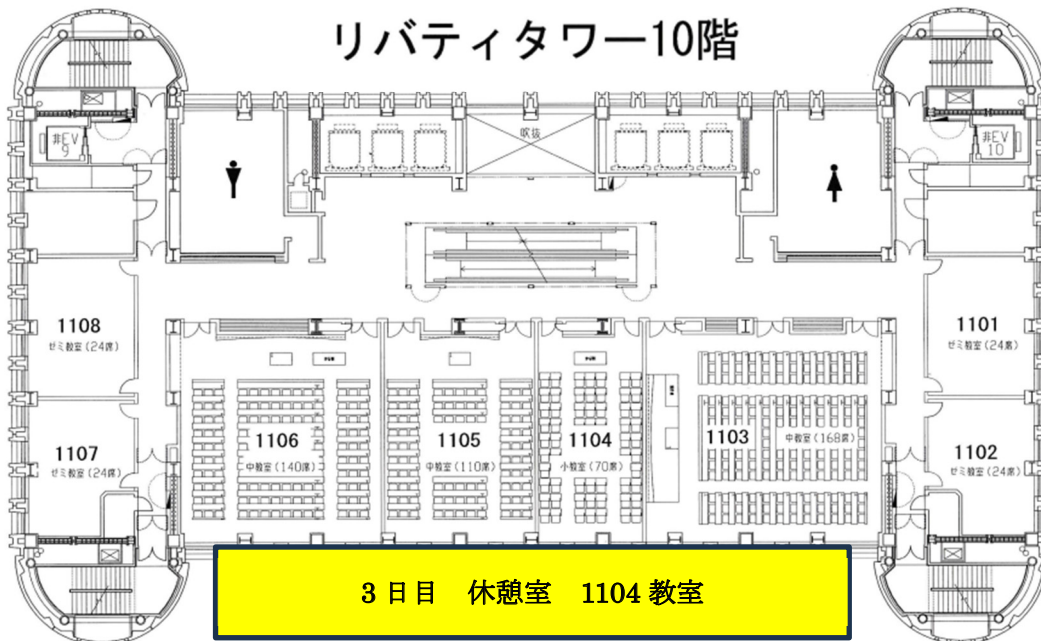 リバティタワー10階
非EV
9
吹抜
非EV
10
1108
ゼミ教室(24席)
1101
ゼミ教室(24席)
1107
ゼミ教室(24席)
1106
中教室(140席)
1105
中教室(110席)
1104
小教室(70席)
1103
中教室(168席)
1102
ゼミ教室(24席)
3日目 休憩室 1104教室